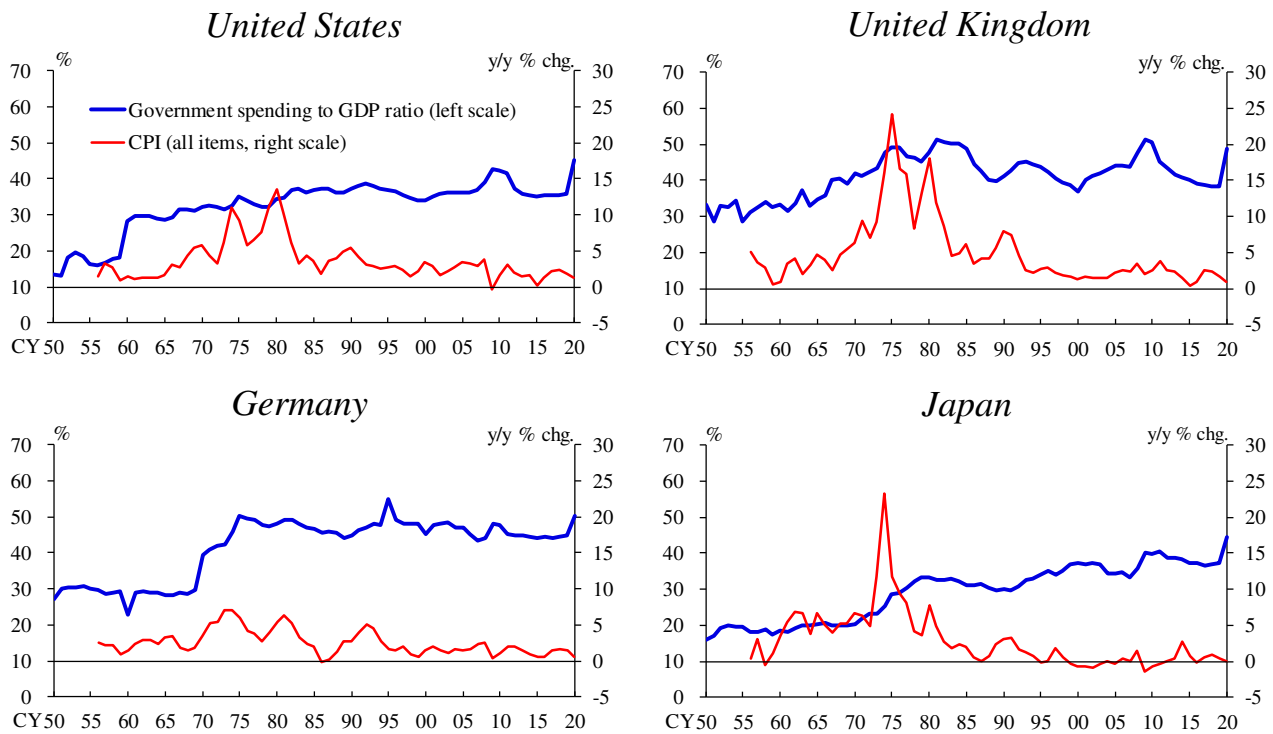 United States
% y/y % chg.
70 30
60 25
Government spending to GDP ratio (left scale)
50 20
CPI (all items, right scale)
40 15
30 10
20 5
10 0
0 -5
CY 50 55 60 65 70 75 80 85 90 95 00 05 10 15 20
United Kingdom
% y/y % chg.
70 30
60 25
50 20
40 15
30 10
20 5
10 0
0 -5
CY 50 55 60 65 70 75 80 85 90 95 00 05 10 15 20
Germany
% y/y % chg.
70 30
60 25
50 20
40 15
30 10
20 5
10 0
0 -5
CY 50 55 60 65 70 75 80 85 90 95 00 05 10 15 20
Japan
% y/y % chg.
70 30
60 25
50 20
40 15
30 10
20 5
10 0
0 -5
CY 50 55 60 65 70 75 80 85 90 95 00 05 10 15 20